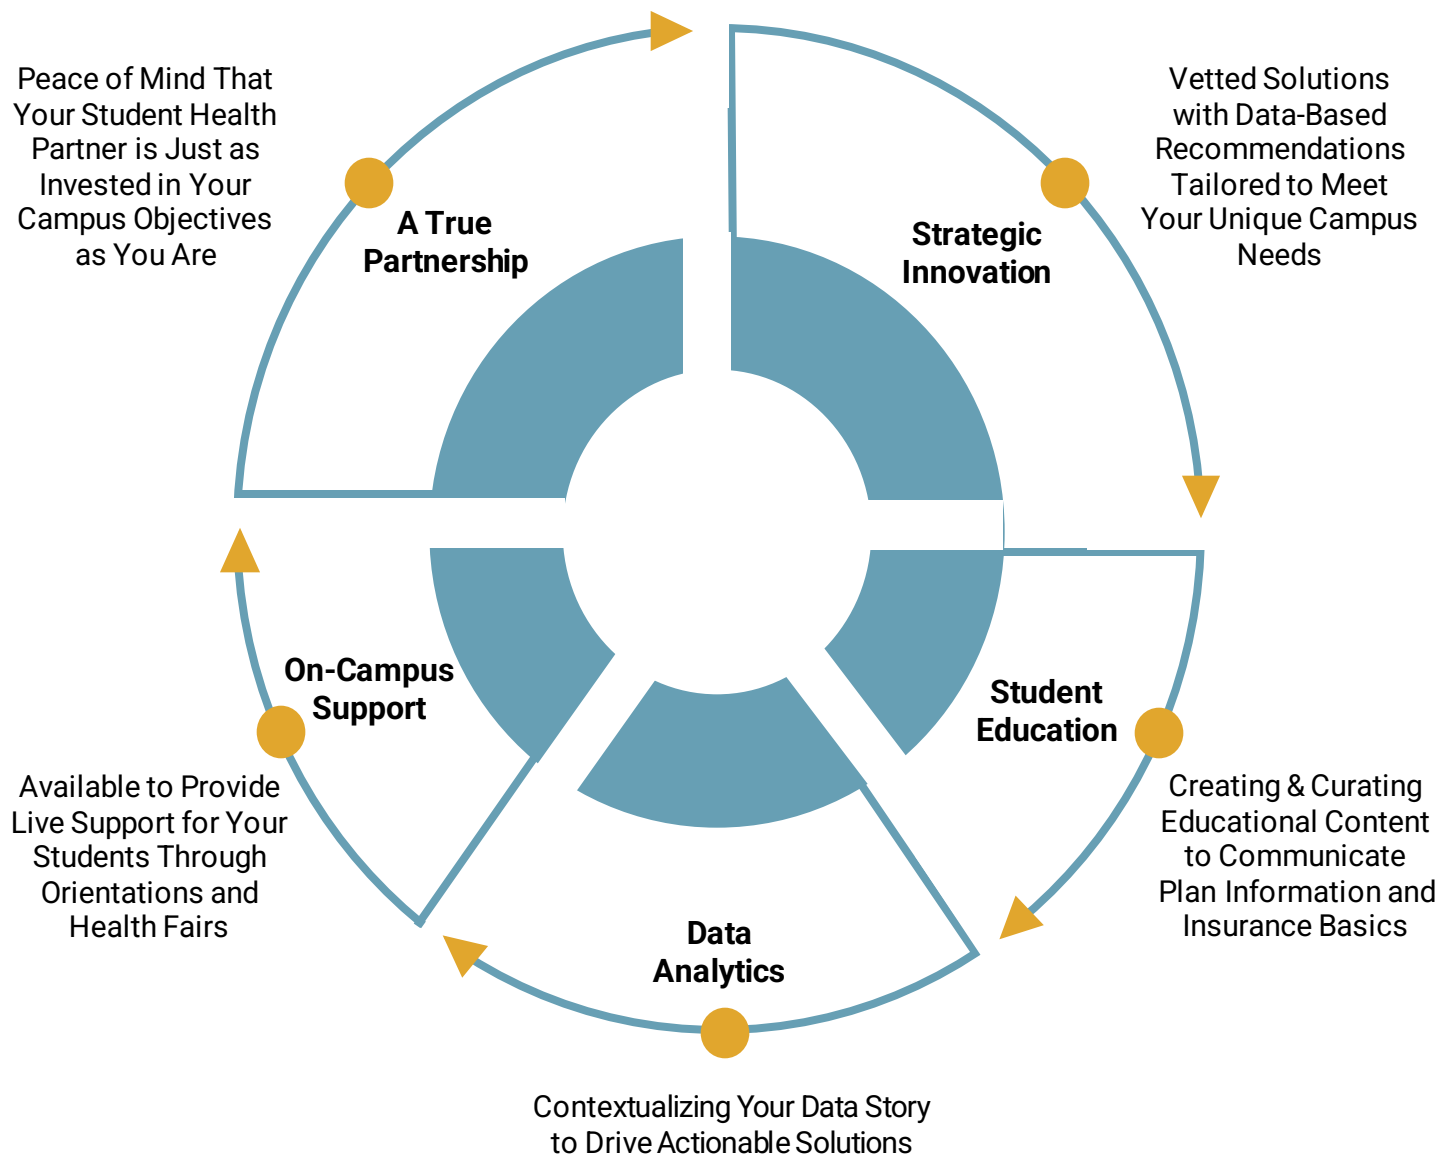 Peace of Mind That
Your Student Health
Partner is Just as
Invested in Your
Campus Objectives
as You Are
A True
Partnership
Strategic
Innovation
Vetted Solutions
with Data-Based
Recommendations
Tailored to Meet
Your Unique Campus
Needs
On-Campus
Support
Available to Provide
Live Support for Your
Students Through
Orientations and
Health Fairs
Student
Education
Creating & Curating
Educational Content
to Communicate
Plan Information and
Insurance Basics
Data
Analytics
Contextualizing Your Data Story
to Drive Actionable Solutions